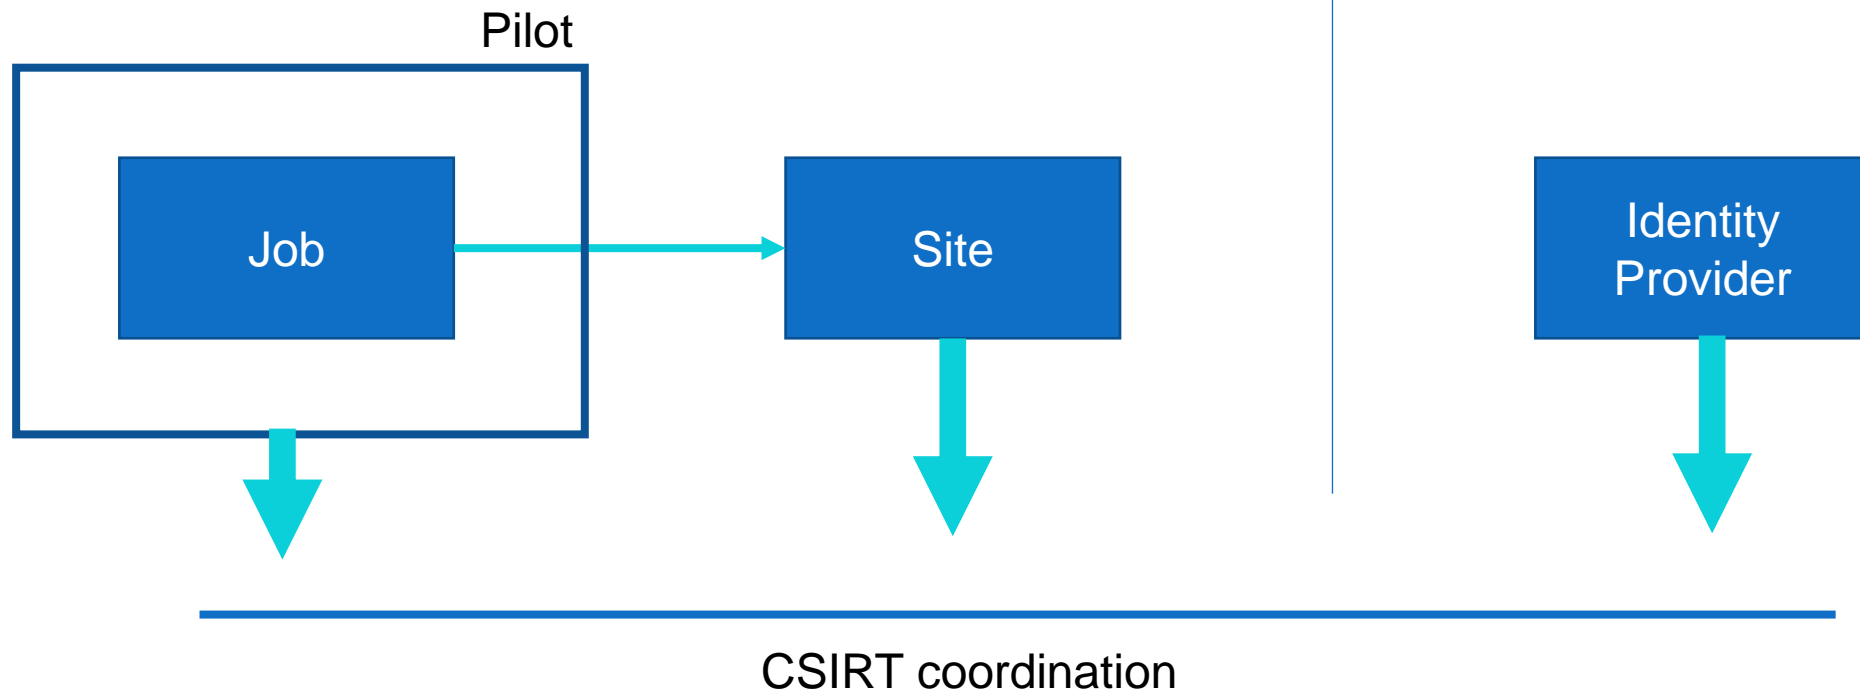 Pilot
Job
Site
Identity
Provider
CSIRT coordination